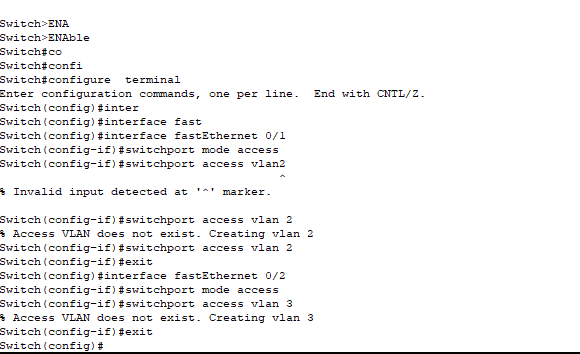 Switch>ENA
Switch>ENAble
Switch#co
Switch#confi
Switch#configure  terminal
Enter configuration commands, one per line.  End with CNTL/Z.
Switch(config)#inter
Switch(config)#interface fast
Switch(config)#interface fastEthernet 0/1
Switch(config-if)#switchport mode access
Switch(config-if)#switchport access vlan2
^
% Invalid input detected at '^' marker.
Switch(config-if)#switchport access vlan 2
% Access VLAN does not exist. Creating vlan 2
Switch(config-if)#switchport access vlan 2
Switch(config-if)#exit
Switch(config)#interface fastEthernet 0/2
Switch(config-if)#switchport mode access
Switch(config-if)#switchport access vlan 3
% Access VLAN does not exist. Creating vlan 3
Switch(config-if)#exit
Switch(config)#